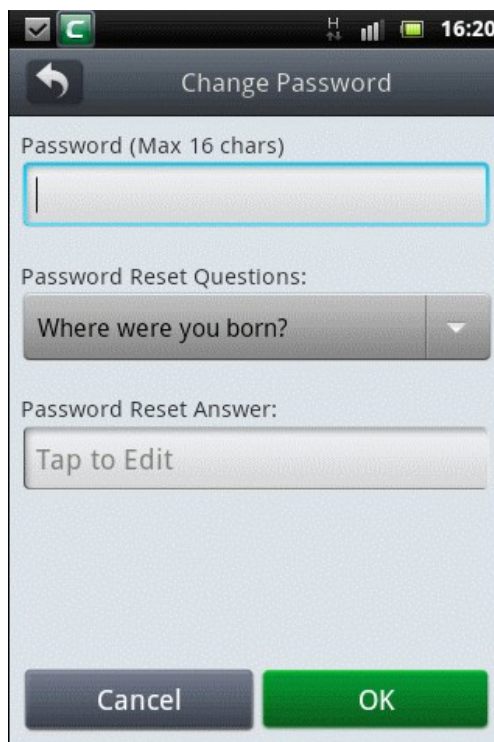 C
H
16:20
Change Password
Password (Max 16 chars)
Password Reset Questions:
Where were you born?
Password Reset Answer:
Tap to Edit
Cancel
OK